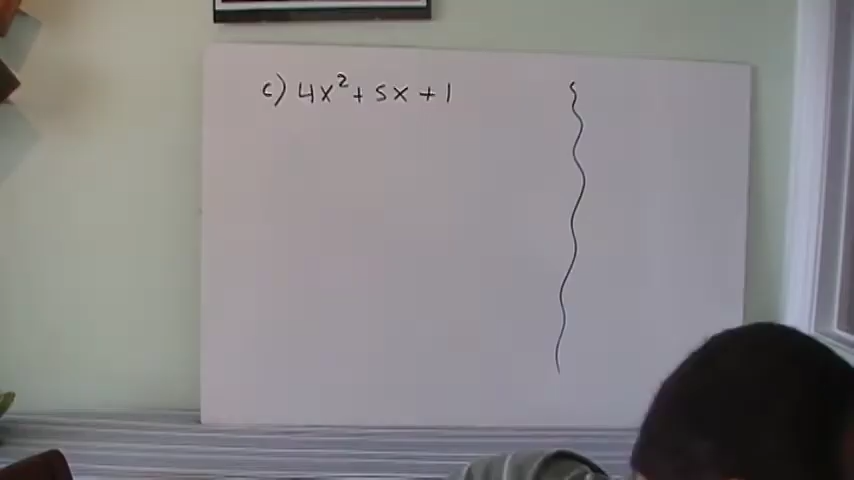 c) 4x² + 5x + 1